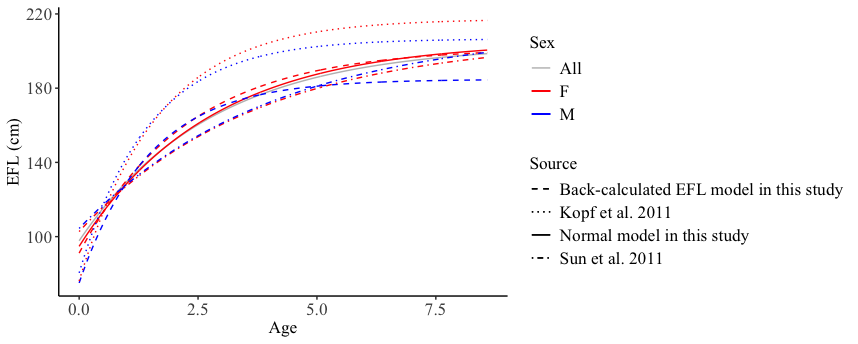 220
180
140
100
EFL (cm)
0.0
2.5
5.0
7.5
Age
Sex
All
F
M
Source
Back-calculated EFL model in this study
Kopf et al. 2011
Normal model in this study
Sun et al. 2011